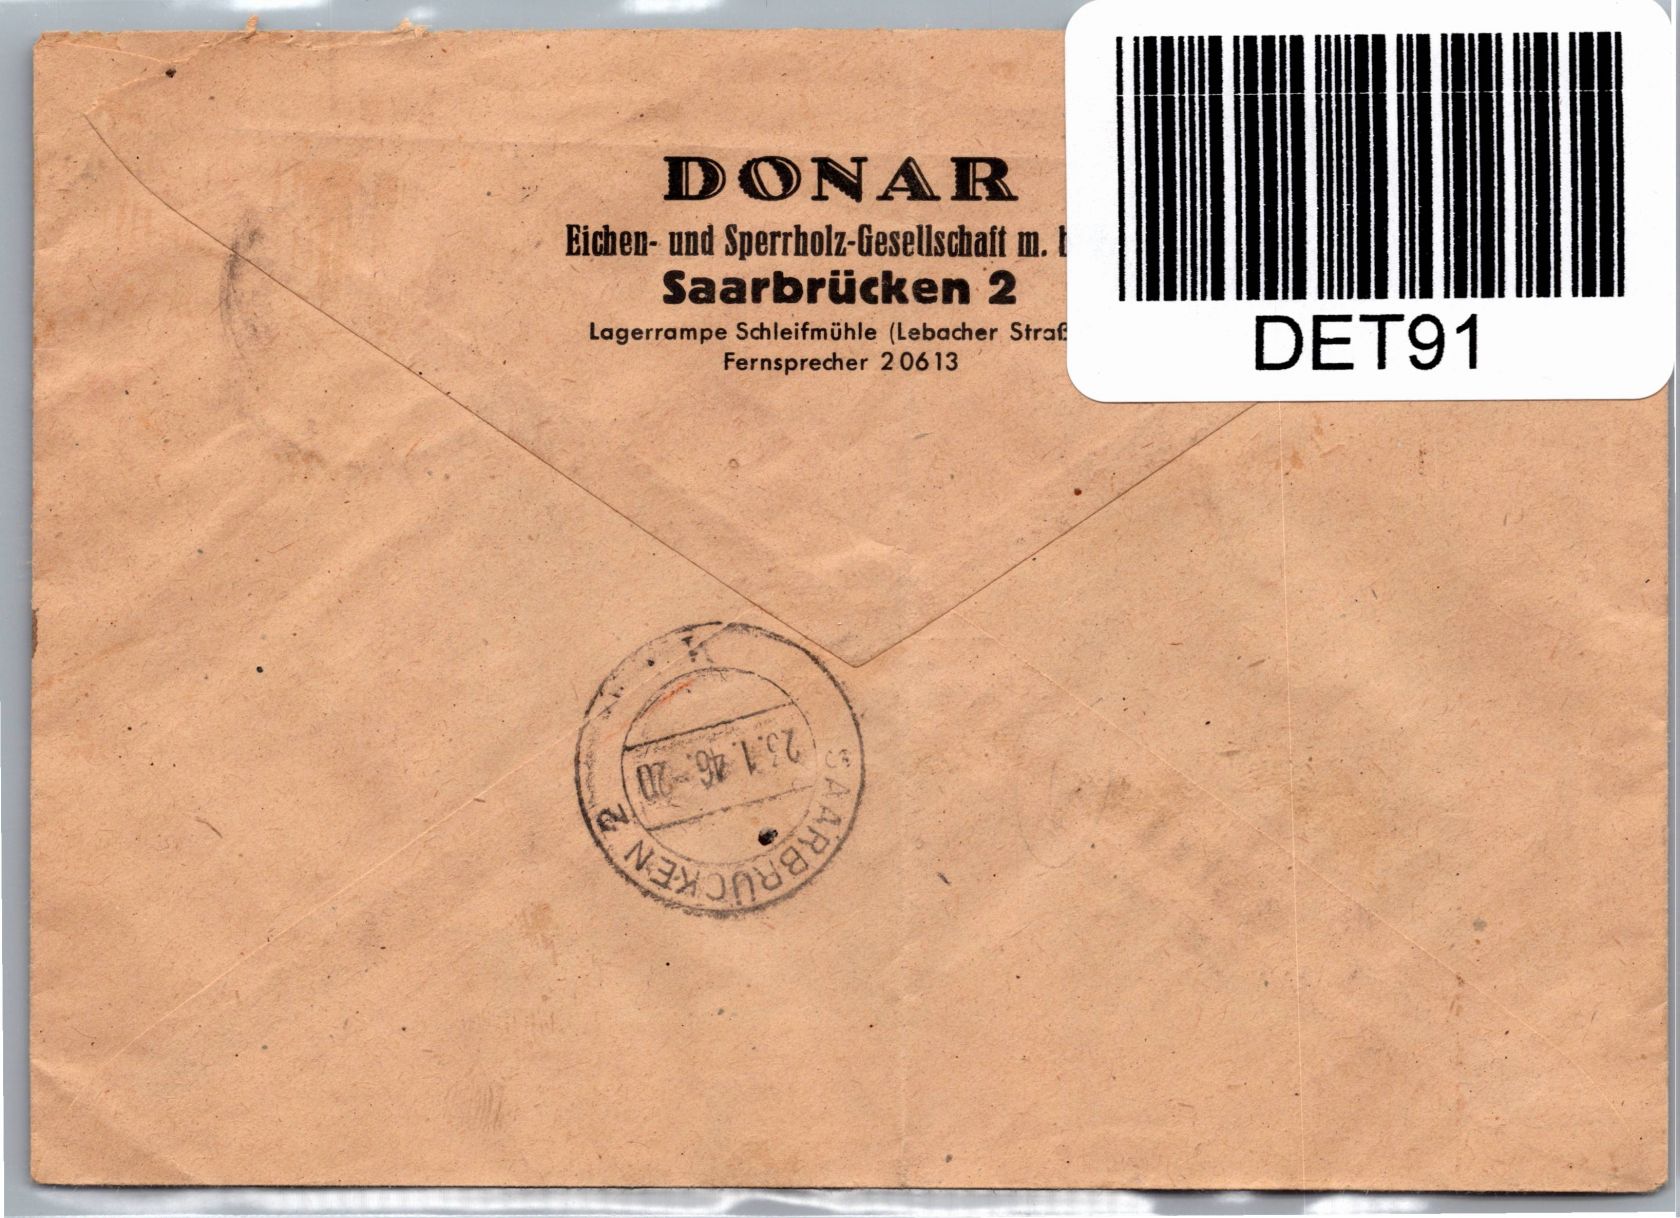 DONAR
Eichen- und Sperrholz-Gesellschaft m.
Saarbrücken 2
Lagerrampe Schleifmühle (Lebacher Straß
Fernsprecher 20613
DET91
SAARBRÜCKEN 2
23.1.46.-20